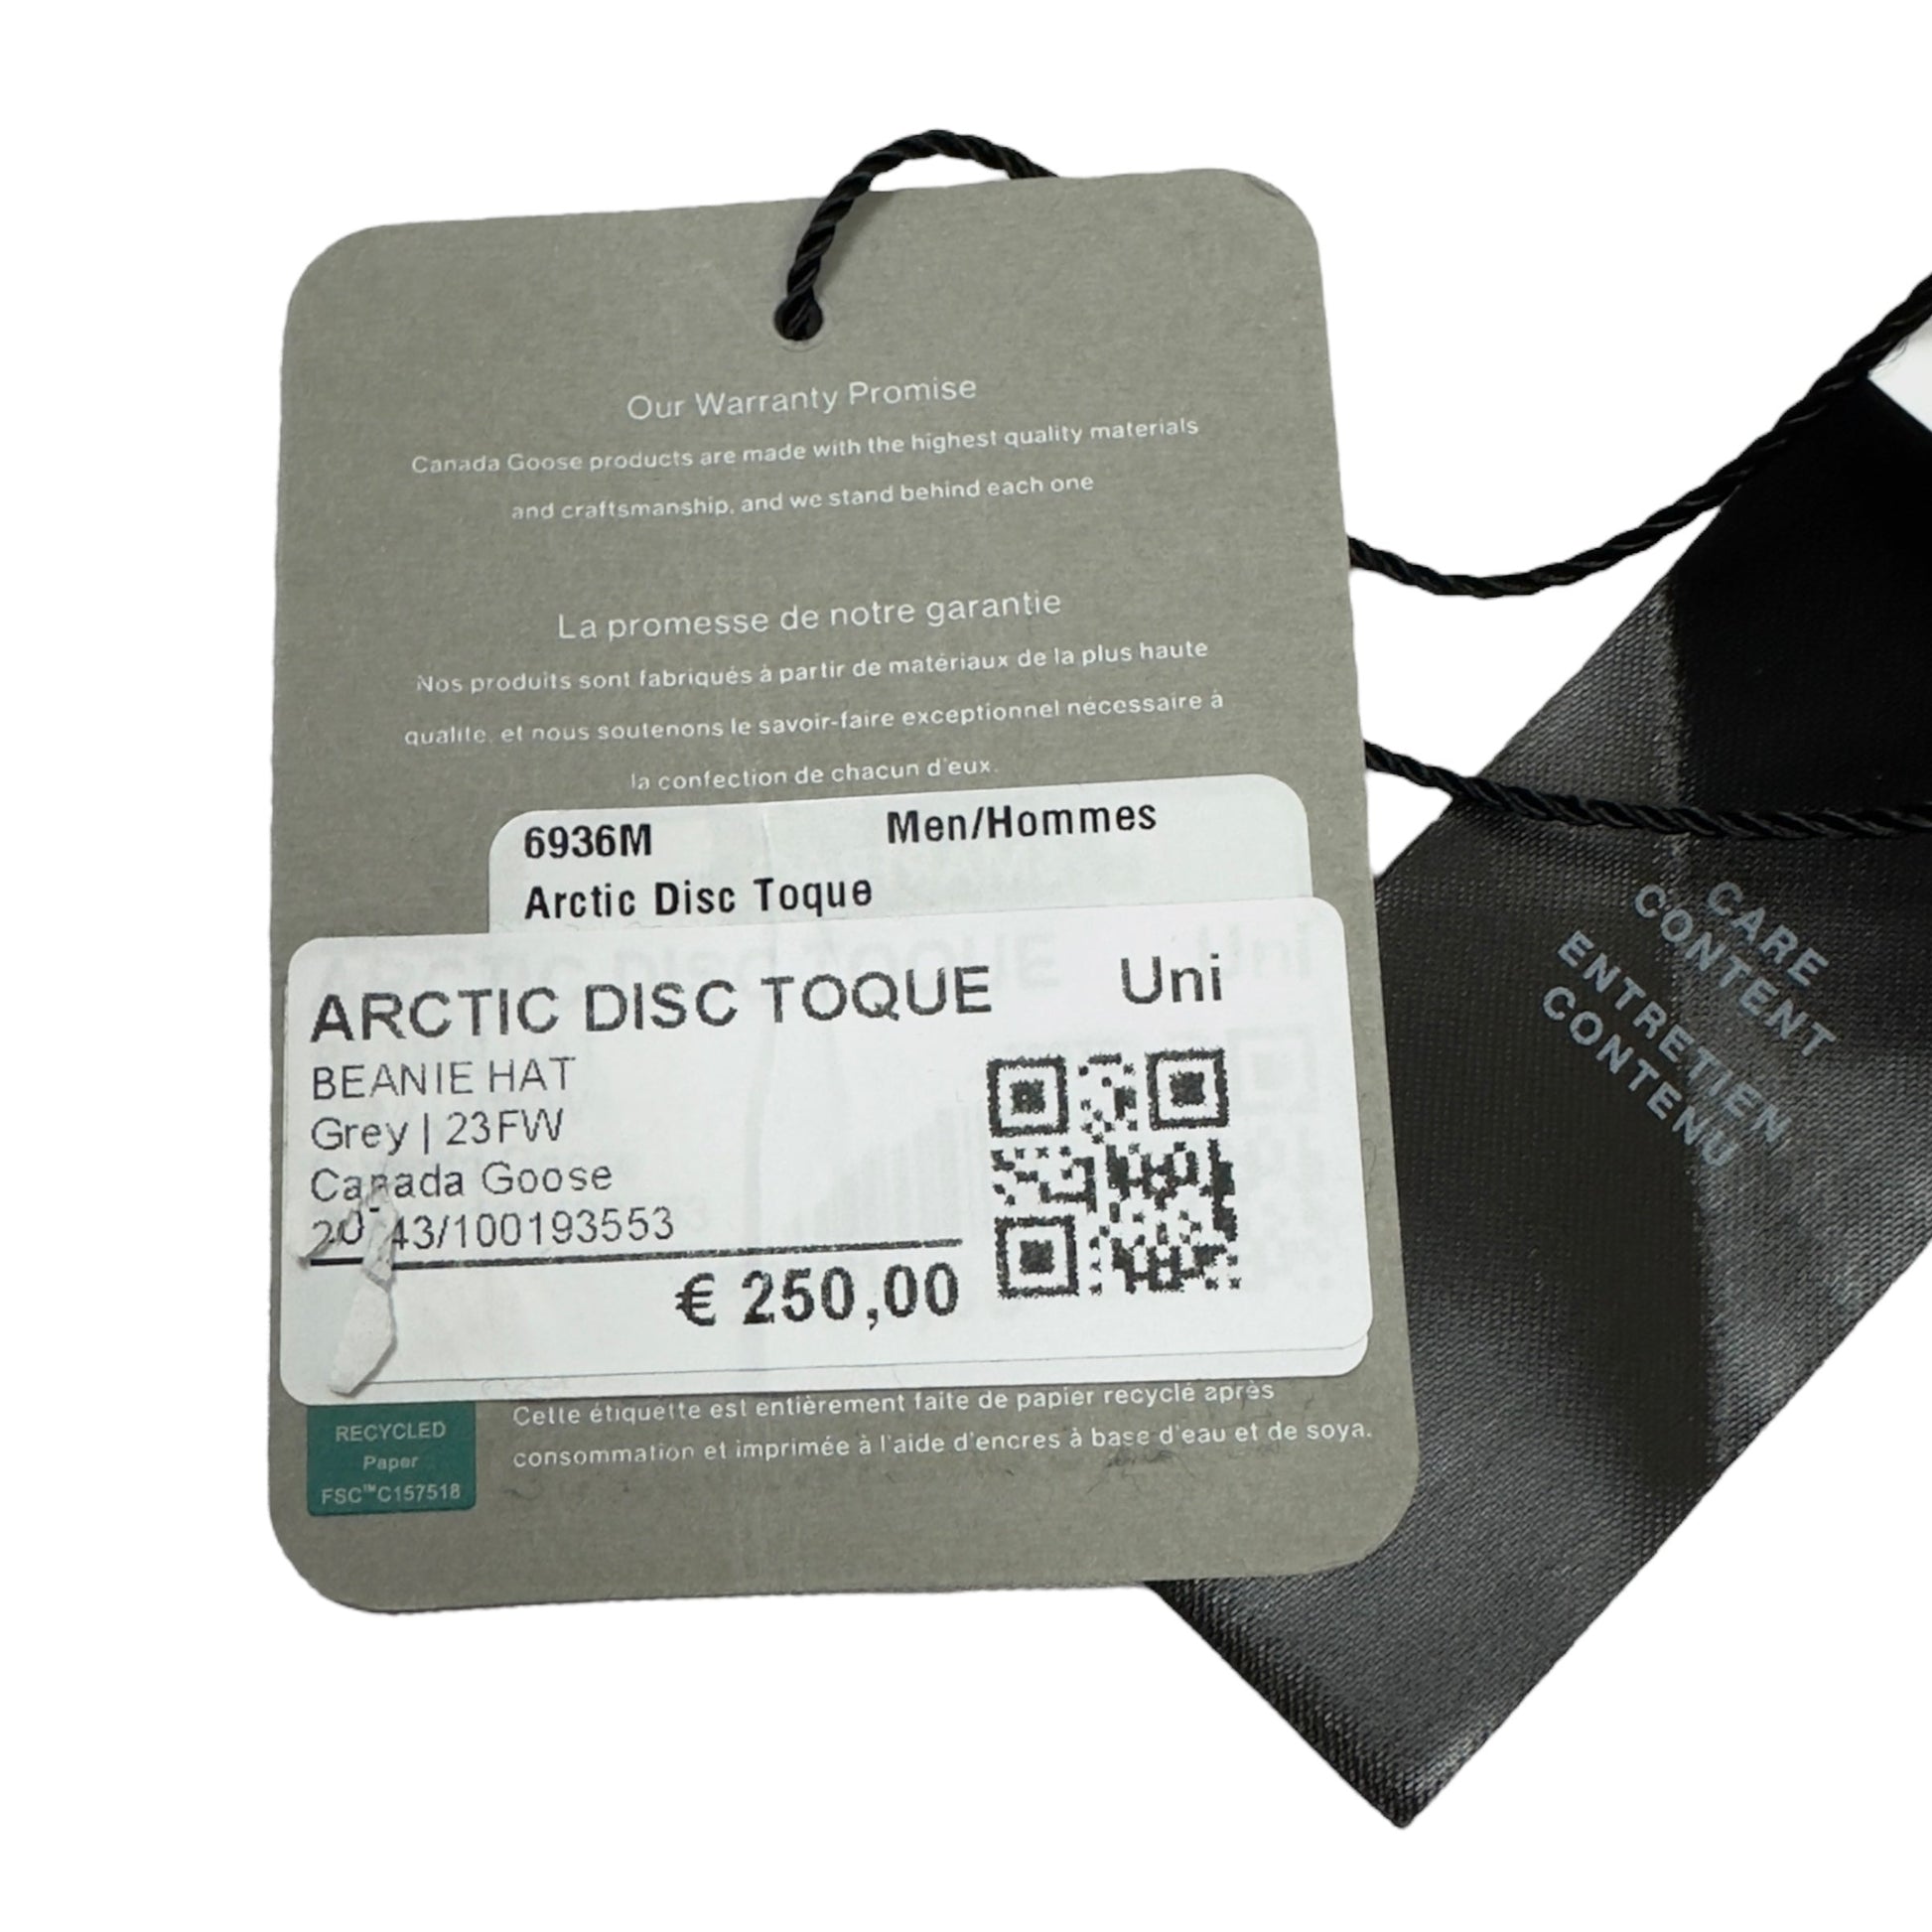 Our Warranty Promise
Canada Goose products are made with the highest quality materials
and craftsmanship, and we stand behind each one
La promesse de notre garantie
Nos produits sont fabriqués à partir de matériaux de la plus haute
qualité, et nous soutenons le savoir-faire exceptionnel nécessaire à
la confection de chacun d'eux.
6936M Men/Hommes
Arctic Disc Toque
ARCTIC DISC TOQUE Uni
BEANIE HAT
Grey | 23FW
Canada Goose
43/100193553
€ 250,00
RECYCLED
Paper
FSC™C157518
Cette étiquette est entièrement faite de papier recyclé après
consommation et imprimée à l'aide d'encres à base d'eau et de soya.
CARE
CONTENT
ENTRETIEN
CONTENU